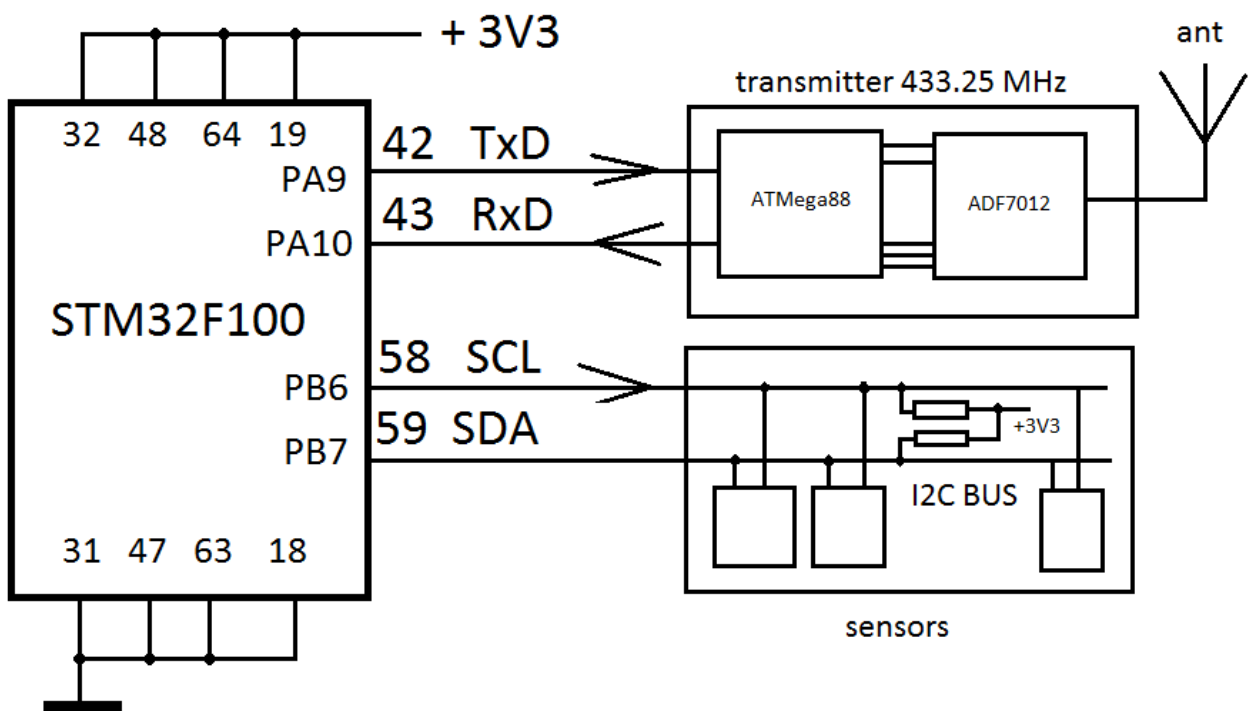 + 3V3
ant
transmitter 433.25 MHz
32 48 64 19
42 TxD
PA9
ATMega88
ADF7012
43 RxD
PA10
STM32F100
58 SCL
PB6
59 SDA
+3V3
PB7
I2C BUS
31 47 63 18
sensors